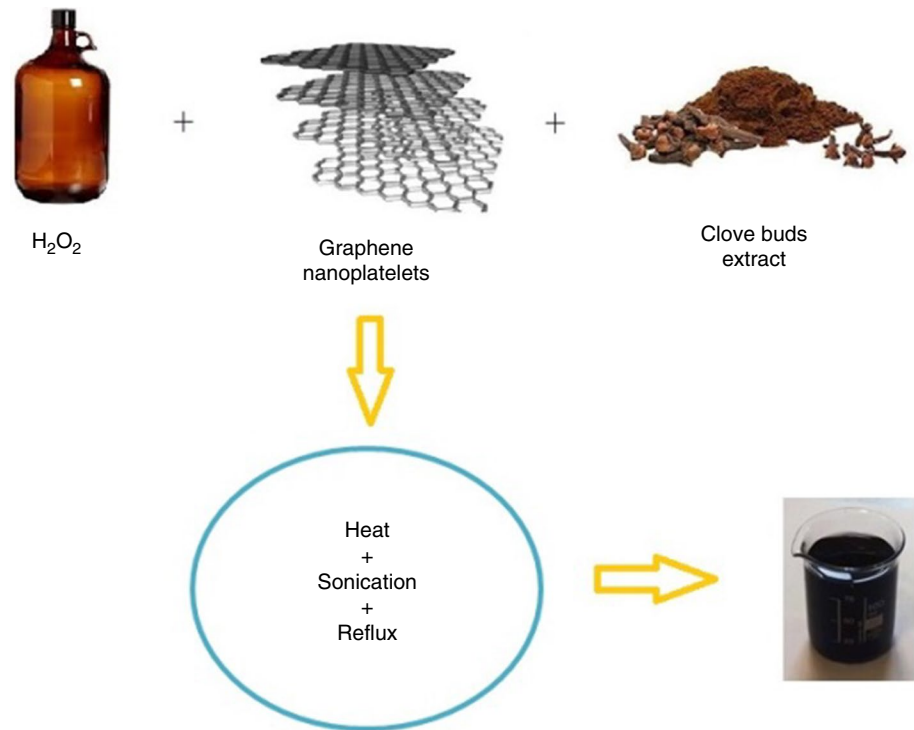 +
+
H₂O₂
Graphene
nanoplatelets
Clove buds
extract
Heat
+
Sonication
+
Reflux